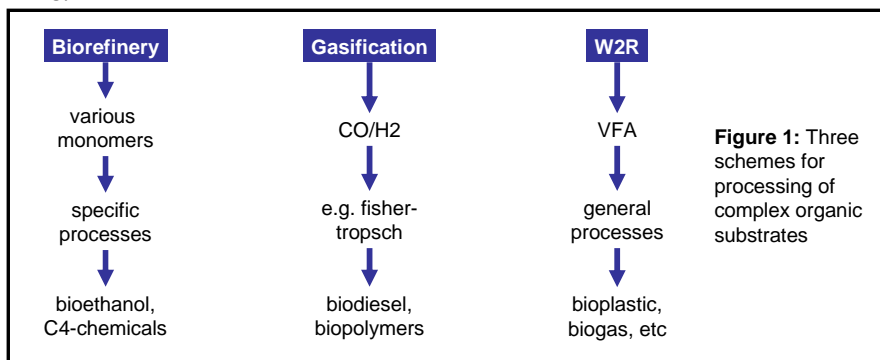 Biorefinery
various
monomers
specific
processes
bioethanol,
C4-chemicals
Gasification
CO/H2
e.g. fisher-
tropsch
biodiesel,
biopolymers
W2R
VFA
general
processes
bioplastic,
biogas, etc
Figure 1: Three
schemes for
processing of
complex organic
substrates